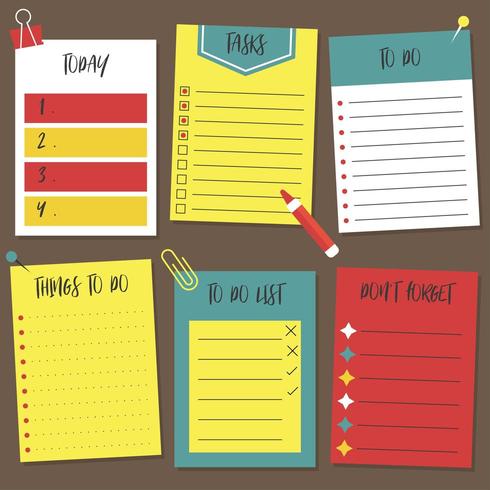 TODAY
1.
2.
3.
4.
TASKS
TO DO
THINGS TO DO
TO DO LIST
DON'T FORGET